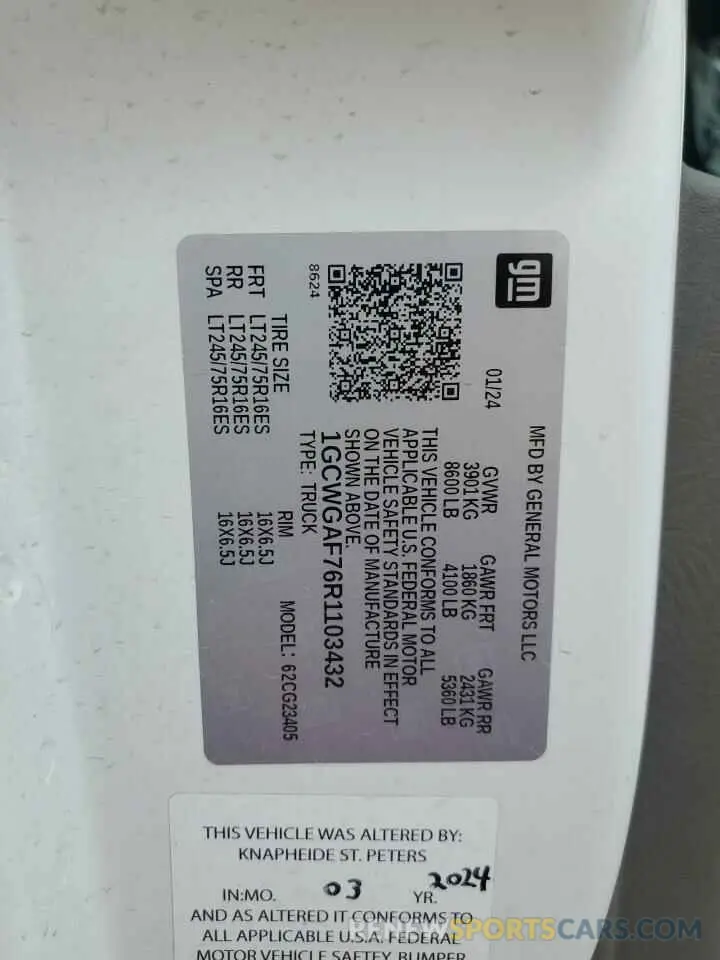 gm
MFD BY GENERAL MOTORS LLC
01/24 GVWR GAWR FRT GAWR RR
3901 KG 1860 KG 2431 KG
8600 LB 4100 LB 5360 LB
THIS VEHICLE CONFORMS TO ALL
APPLICABLE U.S. FEDERAL MOTOR
VEHICLE SAFETY STANDARDS IN EFFECT
ON THE DATE OF MANUFACTURE
SHOWN ABOVE.
1GCWGAF76R1103432
TYPE: TRUCK MODEL: 62CG23405
8624
TIRE SIZE RIM
FRT LT245/75R16ES 16X6.5J
RR LT245/75R16ES 16X6.5J
SPA LT245/75R16ES 16X6.5J
THIS VEHICLE WAS ALTERED BY:
KNAPHEIDE ST. PETERS
IN:MO. 03 YR. 2024
AND AS ALTERED IT CONFORMS TO
ALL APPLICABLE U.S.A. FEDERAL
MOTOR VEHICLE SAFTEY, BUMPER
RENEWSPORTSCARS.COM